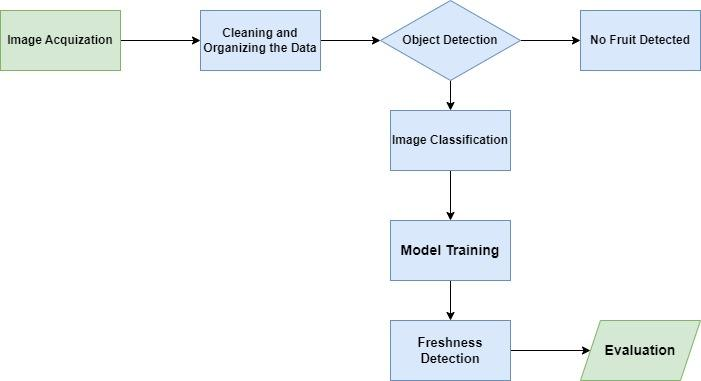 Image Acquization
Cleaning and
Organizing the Data
Object Detection
No Fruit Detected
Image Classification
Model Training
Freshness
Detection
Evaluation